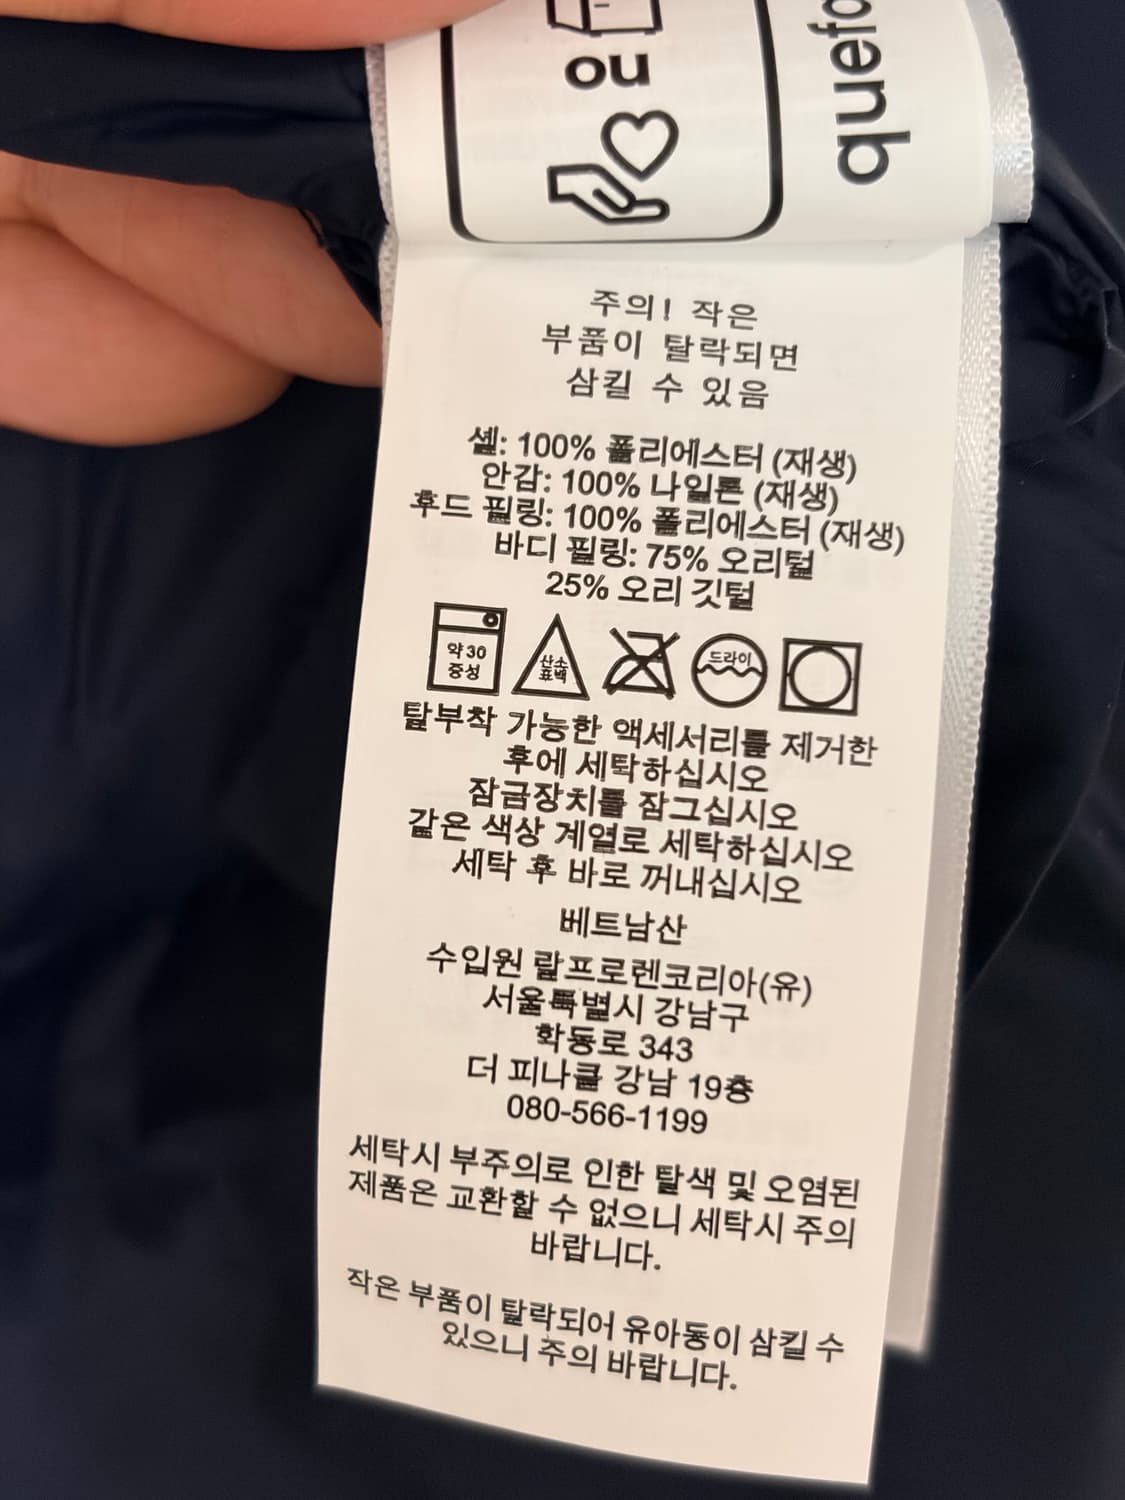 ou
quefo
주의! 작은
부품이 탈락되면
삼킬 수 있음
셸: 100% 폴리에스터 (재생)
안감: 100% 나일론 (재생)
후드 필링: 100% 폴리에스터 (재생)
바디 필링: 75% 오리털
25% 오리 깃털
약 30
중성
산소
표백
드라이
탈부착 가능한 액세서리를 제거한
후에 세탁하십시오
잠금장치를 잠그십시오
같은 색상 계열로 세탁하십시오
세탁 후 바로 꺼내십시오
베트남산
수입원 랄프로렌코리아(유)
서울특별시 강남구
학동로 343
더 피나클 강남 19층
080-566-1199
세탁시 부주의로 인한 탈색 및 오염된
제품은 교환할 수 없으니 세탁시 주의
바랍니다.
작은 부품이 탈락되어 유아동이 삼킬 수
있으니 주의 바랍니다.